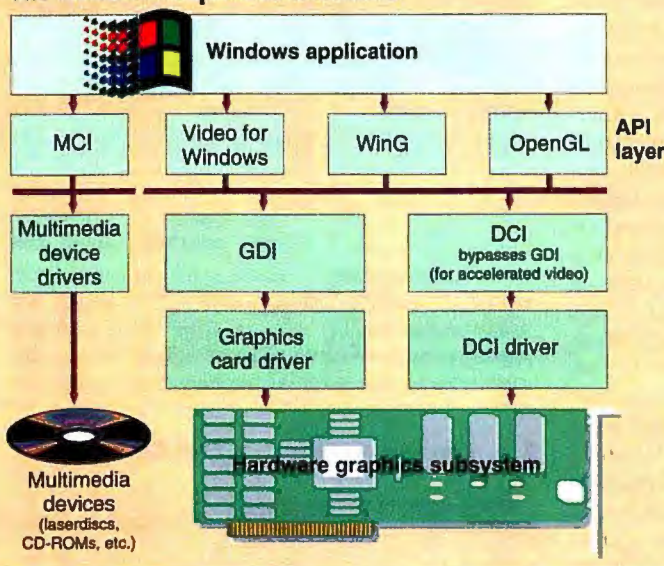 Windows application
MCI
Video for
Windows
WinG
OpenGL
API
layer
Multimedia
device
drivers
GDI
DCI
bypasses GDI
(for accelerated video)
Graphics
card driver
DCI driver
Hardware graphics subsystem
Multimedia
devices
(laserdiscs,
CD-ROMs, etc.)